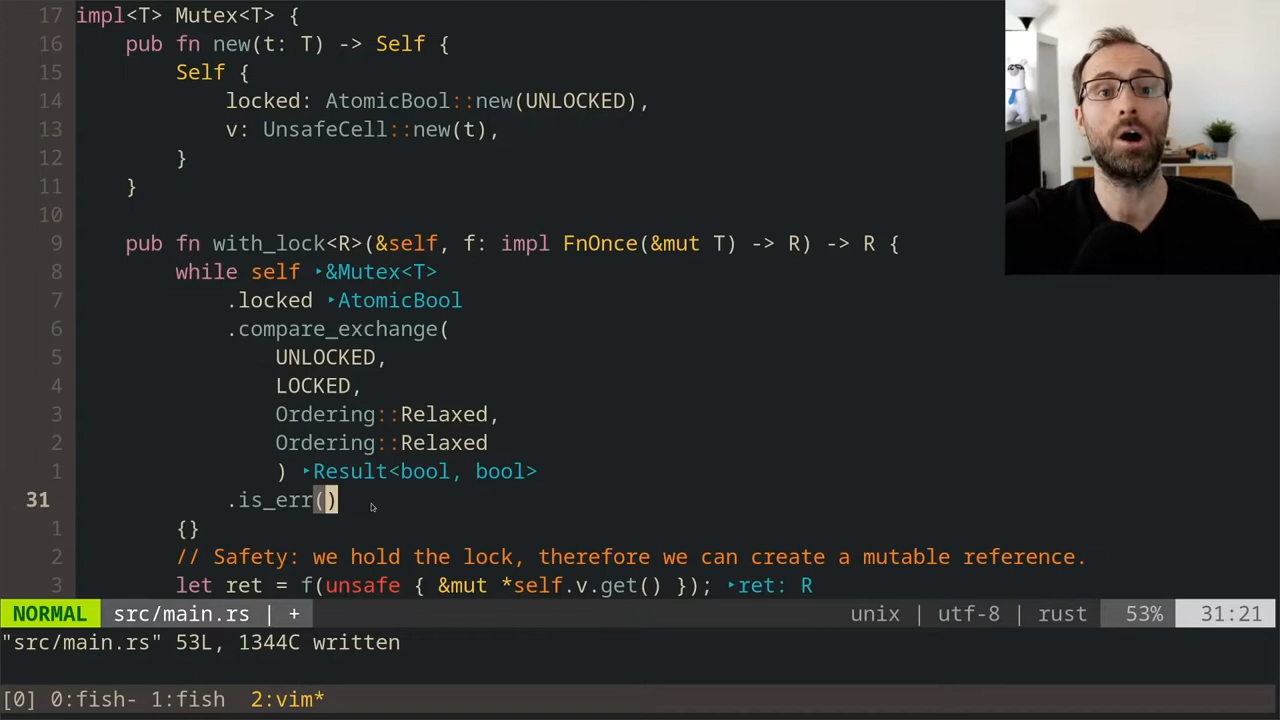 17 impl<T> Mutex<T> {
16 pub fn new(t: T) -> Self {
15 Self {
14 locked: AtomicBool::new(UNLOCKED),
13 v: UnsafeCell::new(t),
12 }
11 }
10
9 pub fn with_lock<R>(&self, f: impl FnOnce(&mut T) -> R) -> R {
8 while self ‣&Mutex<T>
7 .locked ‣AtomicBool
6 .compare_exchange(
5 UNLOCKED,
4 LOCKED,
3 Ordering::Relaxed,
2 Ordering::Relaxed
1 ) ‣Result<bool, bool>
31 .is_err()
1 {}
2 // Safety: we hold the lock, therefore we can create a mutable reference.
3 let ret = f(unsafe { &mut *self.v.get() }); ‣ret: R
NORMAL src/main.rs | + unix | utf-8 | rust 53% 31:21
"src/main.rs" 53L, 1344C written
[0] 0:fish- 1:fish 2:vim*